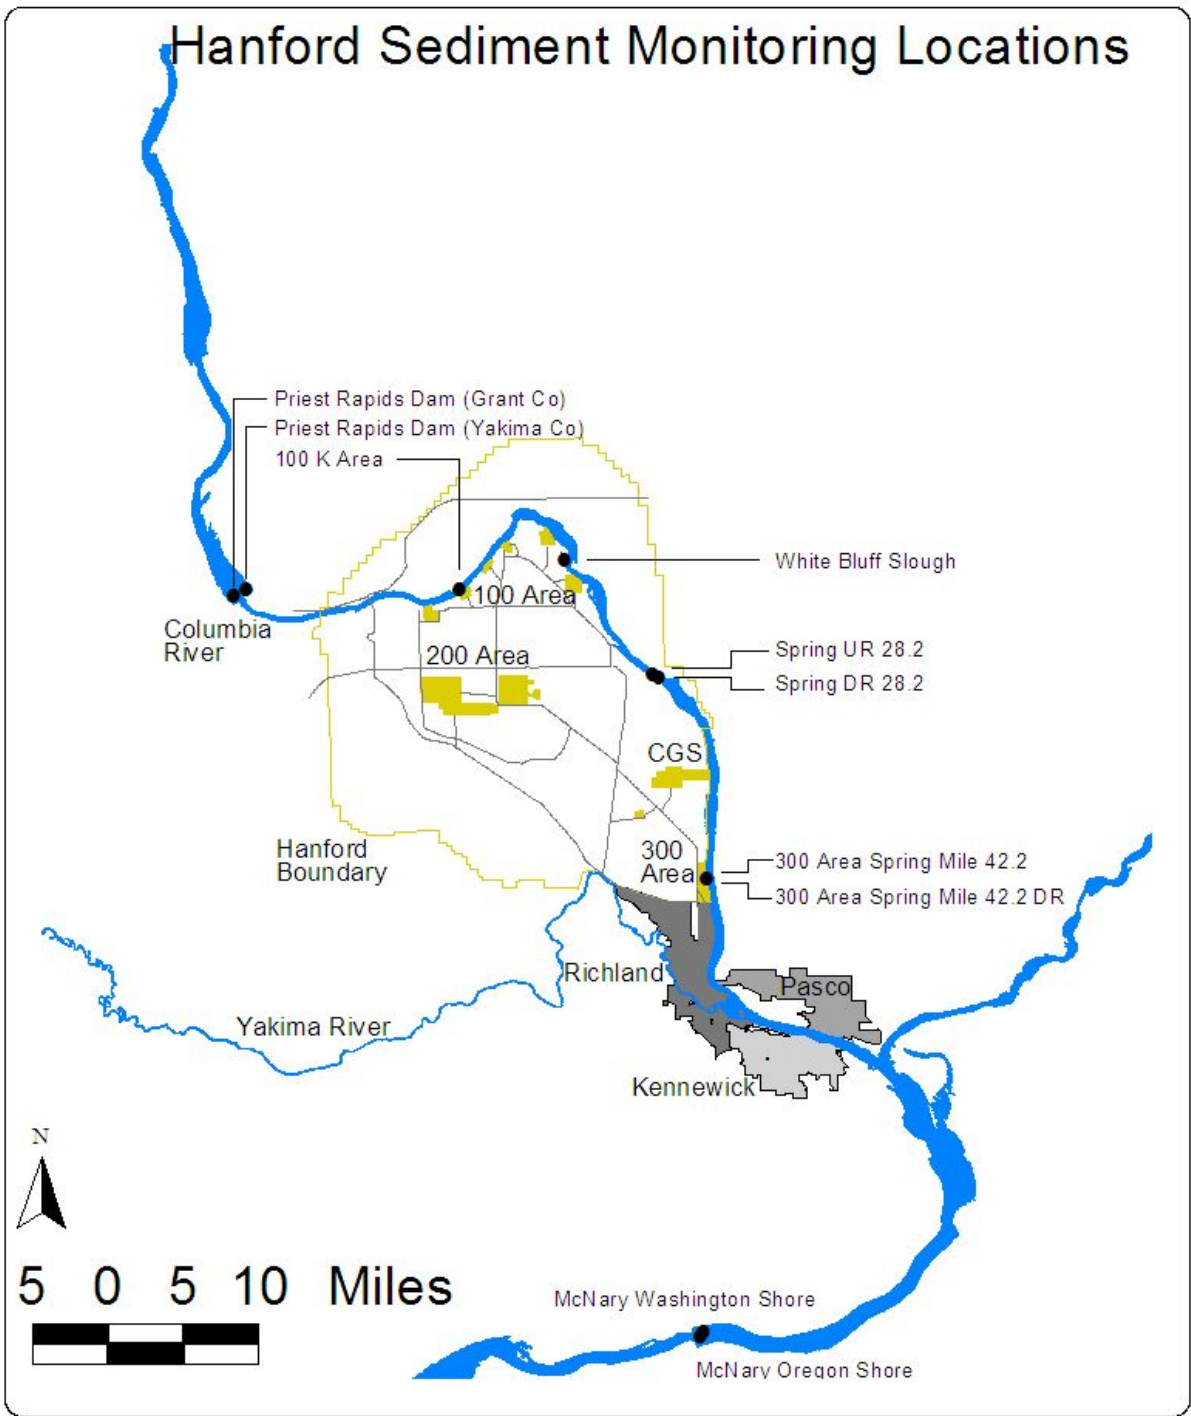 Hanford Sediment Monitoring Locations
Priest Rapids Dam (Grant Co)
Priest Rapids Dam (Yakima Co)
100 K Area
White Bluff Slough
100 Area
Columbia
River
200 Area
Spring UR 28.2
Spring DR 28.2
CGS
Hanford
Boundary
300
Area
300 Area Spring Mile 42.2
300 Area Spring Mile 42.2 DR
Richland
Pasco
Yakima River
Kennewick
N
5 0 5 10 Miles
McNary Washington Shore
McNary Oregon Shore